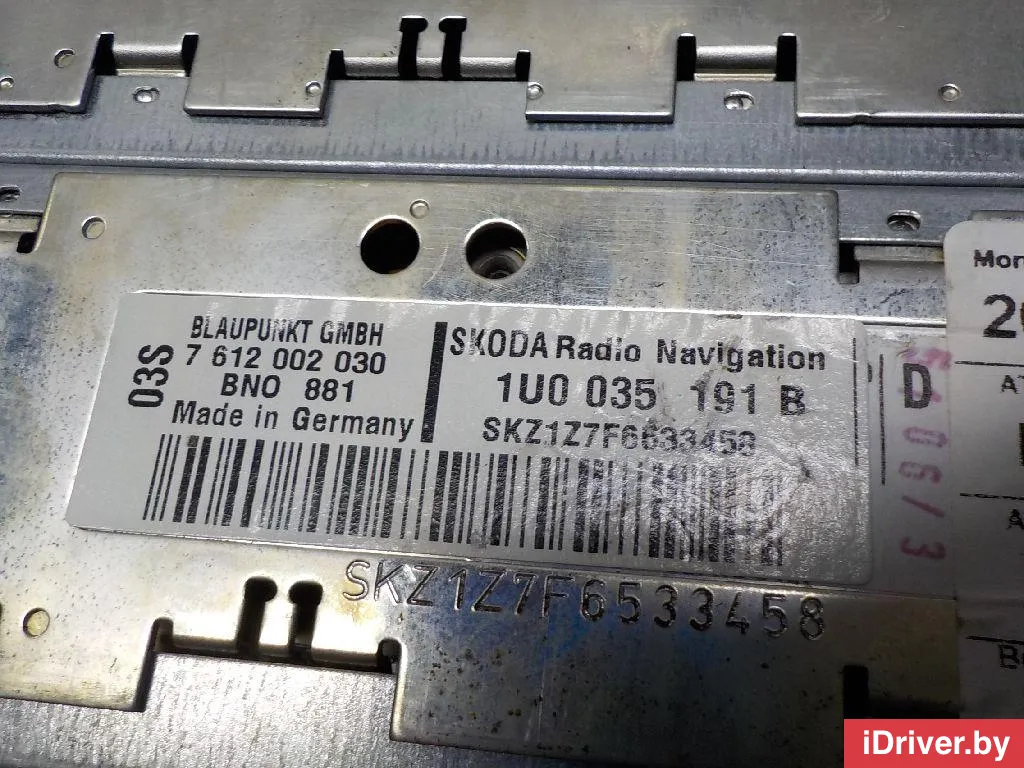 BLAUPUNKT GMBH
7 612 002 030
BNO 881
Made in Germany
03S
SKODA Radio Navigation
1U0 035 191 B
SKZ1Z7F6533458
D
SKZ1Z7F6533458
iDriver.by